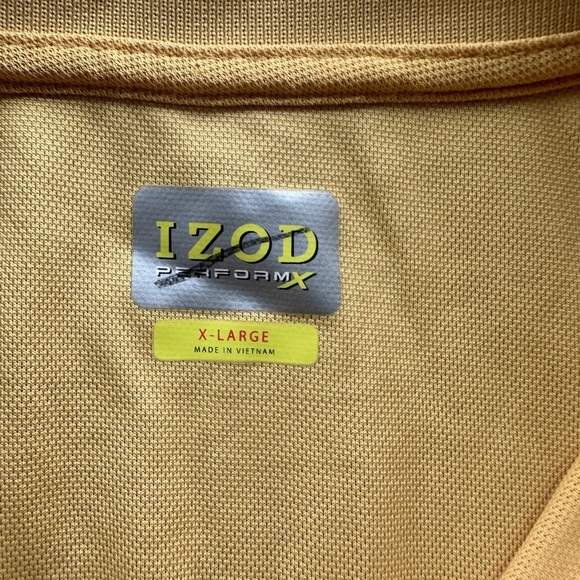 IZOD
PERFORMX
X-LARGE
MADE IN VIETNAM